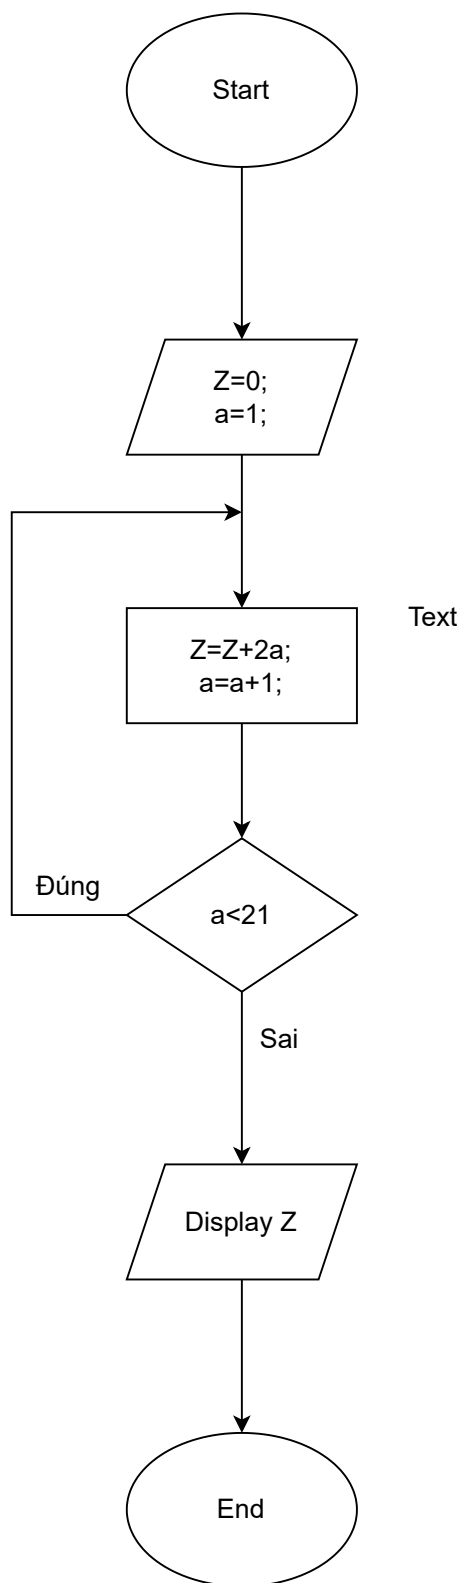 Start
Z=0;
a=1;
Text
Z=Z+2a;
a=a+1;
Đúng
a<21
Sai
Display Z
End